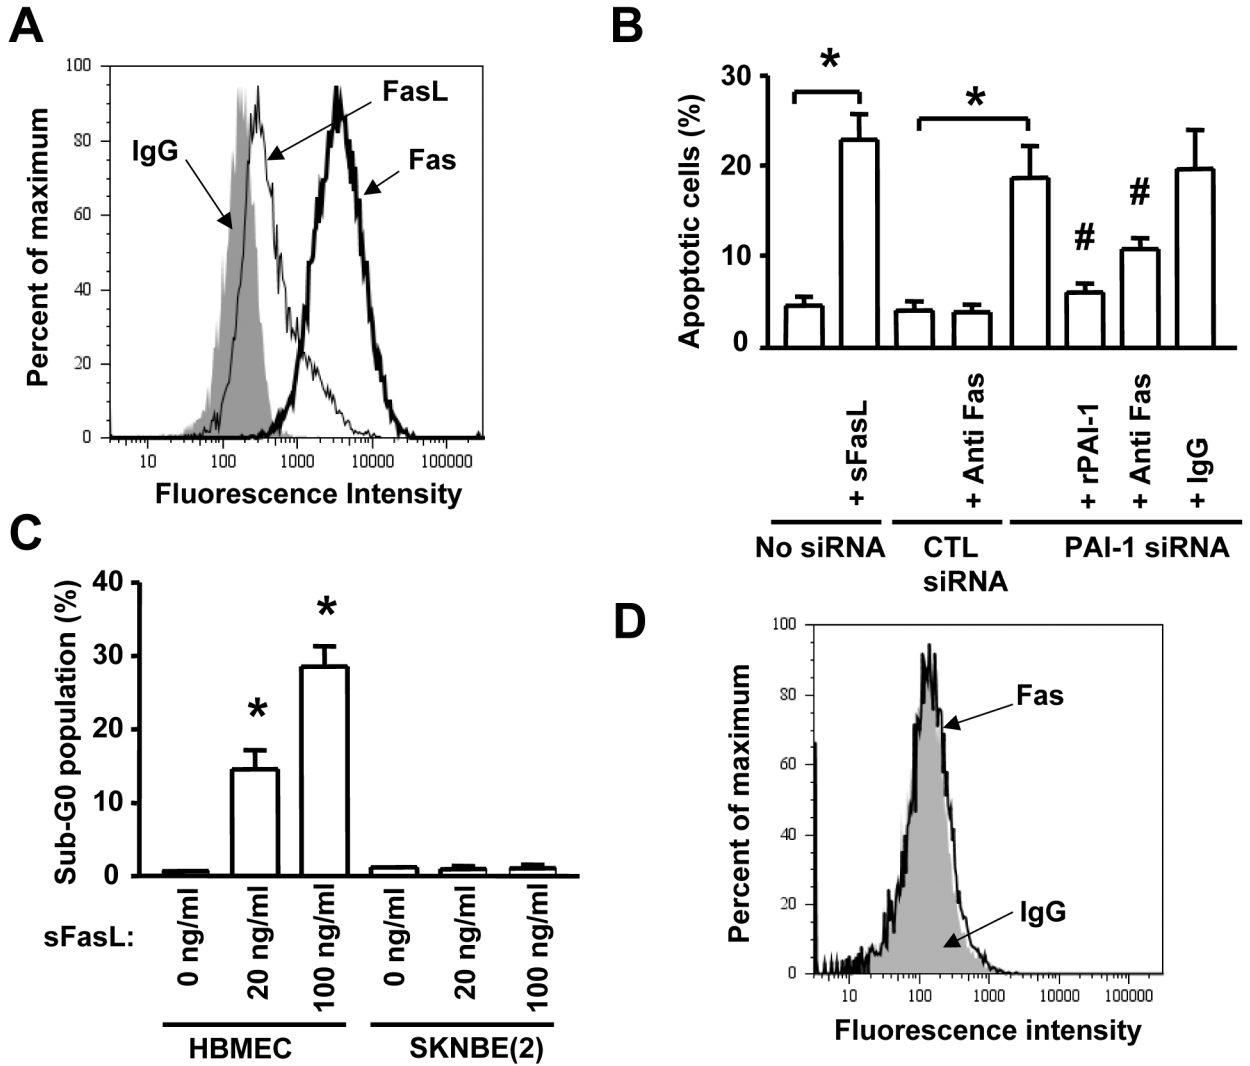 A
100
80
60
40
20
0
Percent of maximum
IgG
FasL
Fas
10
100
1000
10000
100000
Fluorescence Intensity
B
30
20
10
0
Apoptotic cells (%)
*
*
#
#
+ sFasL
+ Anti Fas
+ rPAI-1
+ Anti Fas
+ IgG
No siRNA
CTL
siRNA
PAI-1 siRNA
C
40
30
20
10
0
Sub-G0 population (%)
*
*
sFasL:
0 ng/ml
20 ng/ml
100 ng/ml
0 ng/ml
20 ng/ml
100 ng/ml
HBMEC
SKNBE(2)
D
100
80
60
40
20
0
Percent of maximum
Fas
IgG
10
100
1000
10000
100000
Fluorescence intensity